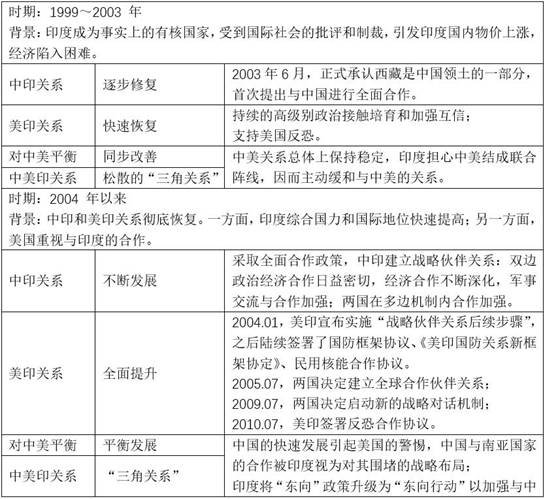 时期：1999～2003 年
背景：印度成为事实上的有核国家，受到国际社会的批评和制裁，引发印度国内物价上涨，
经济陷入困难。
中印关系 逐步修复
2003 年 6 月，正式承认西藏是中国领土的一部分，
首次提出与中国进行全面合作。
美印关系 快速恢复
持续的高级别政治接触培育和加强互信；
支持美国反恐。
对中美平衡 同步改善
中美印关系 松散的“三角关系”
中美关系总体上保持稳定，印度担心中美结成联合
阵线，因而主动缓和与中美的关系。
时期：2004 年以来
背景：中印和美印关系彻底恢复。一方面，印度综合国力和国际地位快速提高；另一方面，
美国重视与印度的合作。
中印关系 不断发展
采取全面合作政策，中印建立战略伙伴关系：双边
政治经济合作日益密切，经济合作不断深化，军事
交流与合作加强；两国在多边机制内合作加强。
美印关系 全面提升
2004.01，美印宣布实施“战略伙伴关系后续步骤”，
之后陆续签署了国防框架协议、《美印国防关系新框
架协定》、民用核能合作协议。
2005.07，两国决定建立全球合作伙伴关系；
2009.07，两国决定启动新的战略对话机制；
2010.07，美印签署反恐合作协议。
对中美平衡 平衡发展
中美印关系 “三角关系”
中国的快速发展引起美国的警惕，中国与南亚国家
的合作被印度视为对其围堵的战略布局；
印度将“东向”政策升级为“东向行动”以加强与中